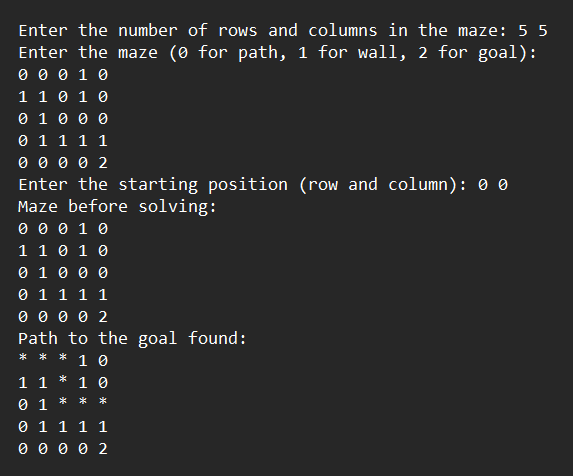 Enter the number of rows and columns in the maze: 5 5
Enter the maze (0 for path, 1 for wall, 2 for goal):
0 0 0 1 0
1 1 0 1 0
0 1 0 0 0
0 1 1 1 1
0 0 0 0 2
Enter the starting position (row and column): 0 0
Maze before solving:
0 0 0 1 0
1 1 0 1 0
0 1 0 0 0
0 1 1 1 1
0 0 0 0 2
Path to the goal found:
* * * 1 0
1 1 * 1 0
0 1 * * *
0 1 1 1 1
0 0 0 0 2